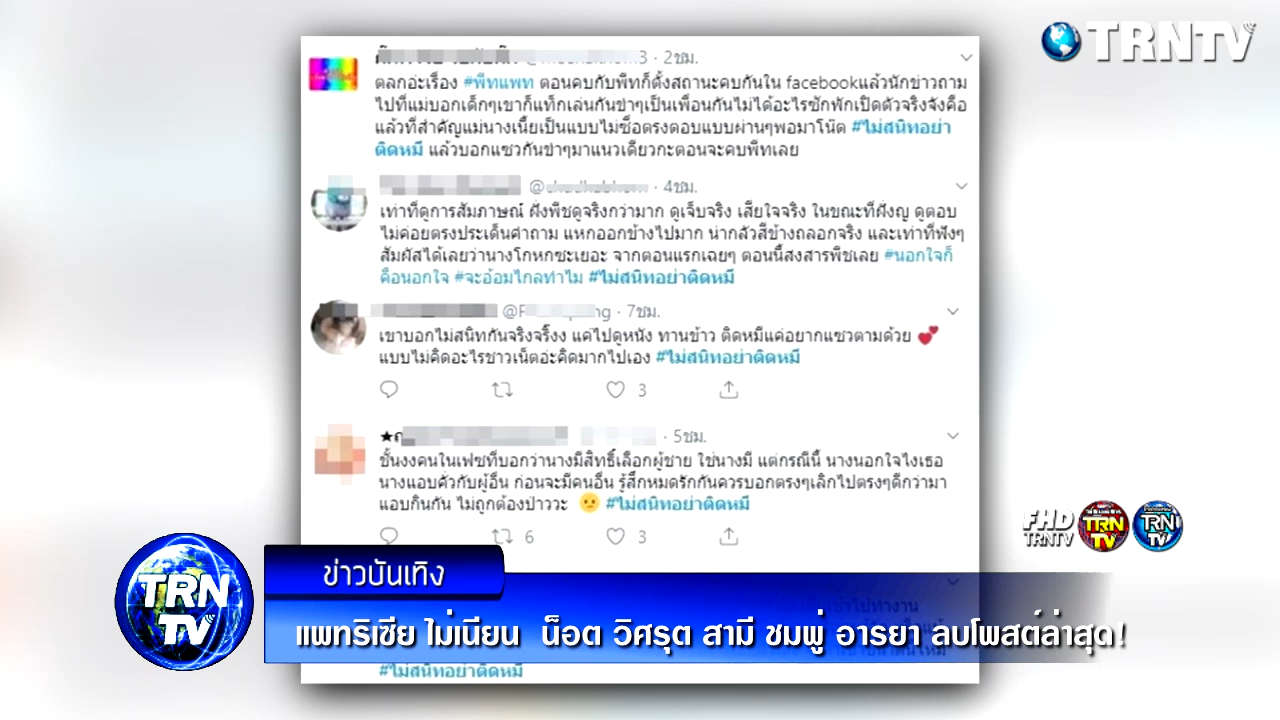 TRNTV
3 · 2ชม.
ตลกอ่ะเรื่อง #พีทแพท ตอนคบกับพีทก็ตั้งสถานะคบกันใน facebookแล้วนักข่าวถาม
ไปที่แม่บอกเด็กๆเขาก็แท็กเล่นกันขำๆเป็นเพื่อนกันไม่ได้อะไรซักพักเปิดตัวจริงจังคือ
แล้วที่สำคัญแม่นางเนี้ยเป็นแบบไม่ซื่อตรงตอบแบบผ่านๆพอมาโน๊ต #ไม่สนิทอย่า
ติดหมี แล้วบอกแซวกันขำๆมาแนวเดียวกะตอนจะคบพีทเลย
@ · 4ชม.
เท่าที่ดูการสัมภาษณ์ ฝั่งพีชดูจริงกว่ามาก ดูเจ็บจริง เสียใจจริง ในขณะที่ฝั่งญ ดูตอบ
ไม่ค่อยตรงประเด็นคำถาม แหกออกข้างไปมาก น่ากลัวสีข้างถลอกจริง และเท่าที่ฟังๆ
สัมผัสได้เลยว่านางโกหกซะเยอะ จากตอนแรกเฉยๆ ตอนนี้สงสารพีชเลย #นอกใจก็
คือนอกใจ #จะอ้อมไกลทำไม #ไม่สนิทอย่าติดหมี
· 7ชม.
เขาบอกไม่สนิทกันจริงจริ๊งง แค่ไปดูหนัง ทานข้าว ติดหมีแค่อยากแซวตามด้วย 💕
แบบไม่คิดอะไรชาวเน็ตอ่ะคิดมากไปเอง #ไม่สนิทอย่าติดหมี
3
· 5ชม.
ชั้นงงคนในเฟซที่บอกว่านางมีสิทธิ์เลือกผู้ชาย ใช่นางมี แต่กรณีนี้ นางนอกใจไงเธอ
นางแอบคั่วกับผู้อื่น ก่อนจะมีคนอื่น รู้สึกหมดรักกันควรบอกตรงๆเลิกไปตรงๆดีกว่ามา
แอบกิ๊นกัน ไม่ถูกต้องป่าววะ 😕 #ไม่สนิทอย่าติดหมี
6 3
FHD
TRNTV
TRN
TV
TRN
TV
TRN
TV
ข่าวบันเทิง
แพทริเซีย ไม่เนียน น็อต วิศรุต สามี ชมพู่ อารยา ลบโพสต์ล่าสุด!
#ไม่สนิทอย่าติดหมี